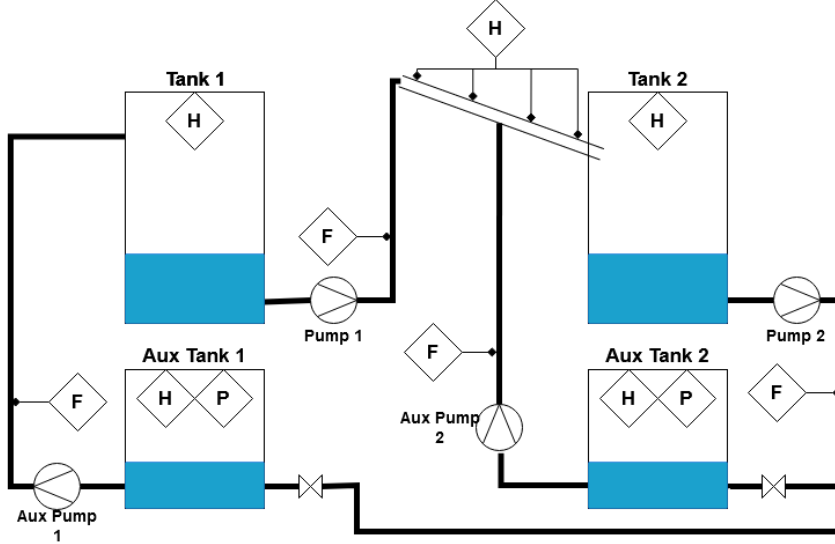 H
Tank 1
Tank 2
H
H
F
Pump 1
Pump 2
Aux Tank 1
F
Aux Tank 2
H
P
H
P
F
F
Aux Pump
2
Aux Pump
1